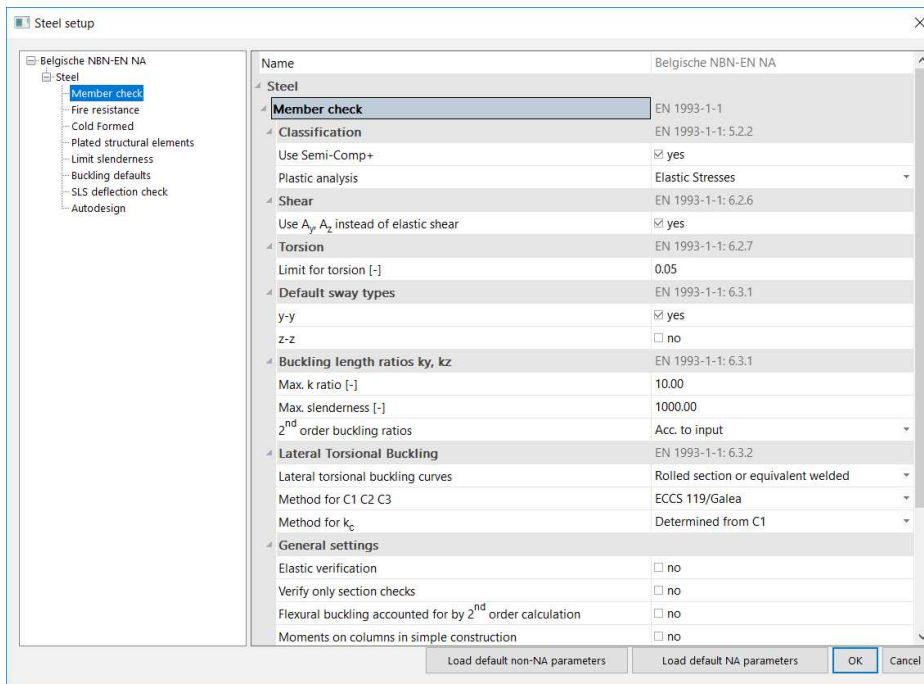 Steel setup
Belgische NBN-EN NA
Steel
Member check
Fire resistance
Cold Formed
Plated structural elements
Limit slenderness
Buckling defaults
SLS deflection check
Autodesign
Name Belgische NBN-EN NA
Steel
Member check EN 1993-1-1
Classification EN 1993-1-1: 5.2.2
Use Semi-Comp+ yes
Plastic analysis Elastic Stresses
Shear EN 1993-1-1: 6.2.6
Use Ay, Az instead of elastic shear yes
Torsion EN 1993-1-1: 6.2.7
Limit for torsion [-] 0.05
Default sway types EN 1993-1-1: 6.3.1
y-y yes
z-z no
Buckling length ratios ky, kz EN 1993-1-1: 6.3.1
Max. k ratio [-] 10.00
Max. slenderness [-] 1000.00
2nd order buckling ratios Acc. to input
Lateral Torsional Buckling EN 1993-1-1: 6.3.2
Lateral torsional buckling curves Rolled section or equivalent welded
Method for C1 C2 C3 ECCS 119/Galea
Method for kc Determined from C1
General settings
Elastic verification no
Verify only section checks no
Flexural buckling accounted for by 2nd order calculation no
Moments on columns in simple construction no
Load default non-NA parameters Load default NA parameters OK Cancel